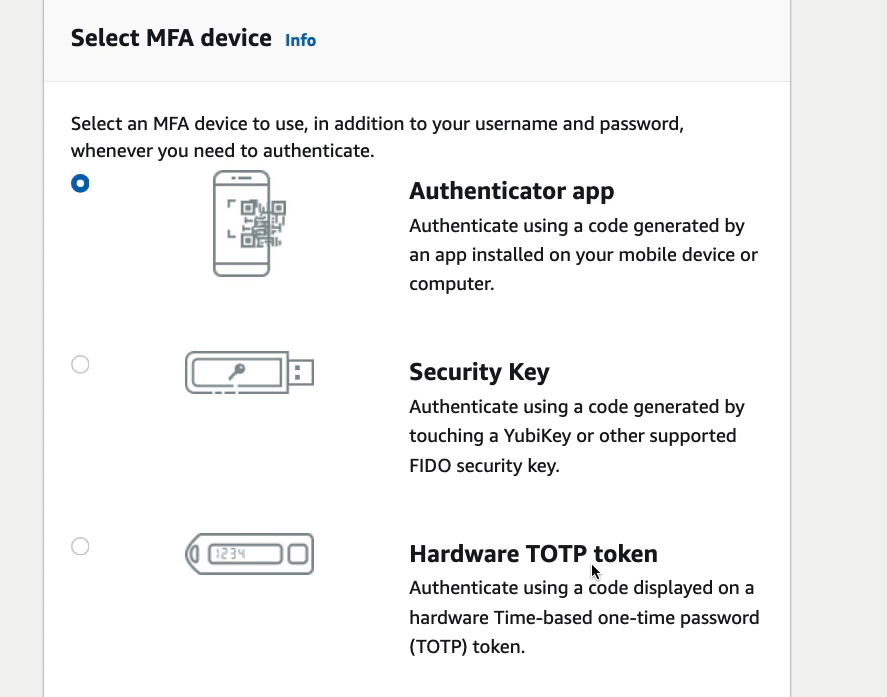 Select MFA device Info
Select an MFA device to use, in addition to your username and password,
whenever you need to authenticate.
Authenticator app
Authenticate using a code generated by
an app installed on your mobile device or
computer.
Security Key
Authenticate using a code generated by
touching a YubiKey or other supported
FIDO security key.
1234
Hardware TOTP token
Authenticate using a code displayed on a
hardware Time-based one-time password
(TOTP) token.